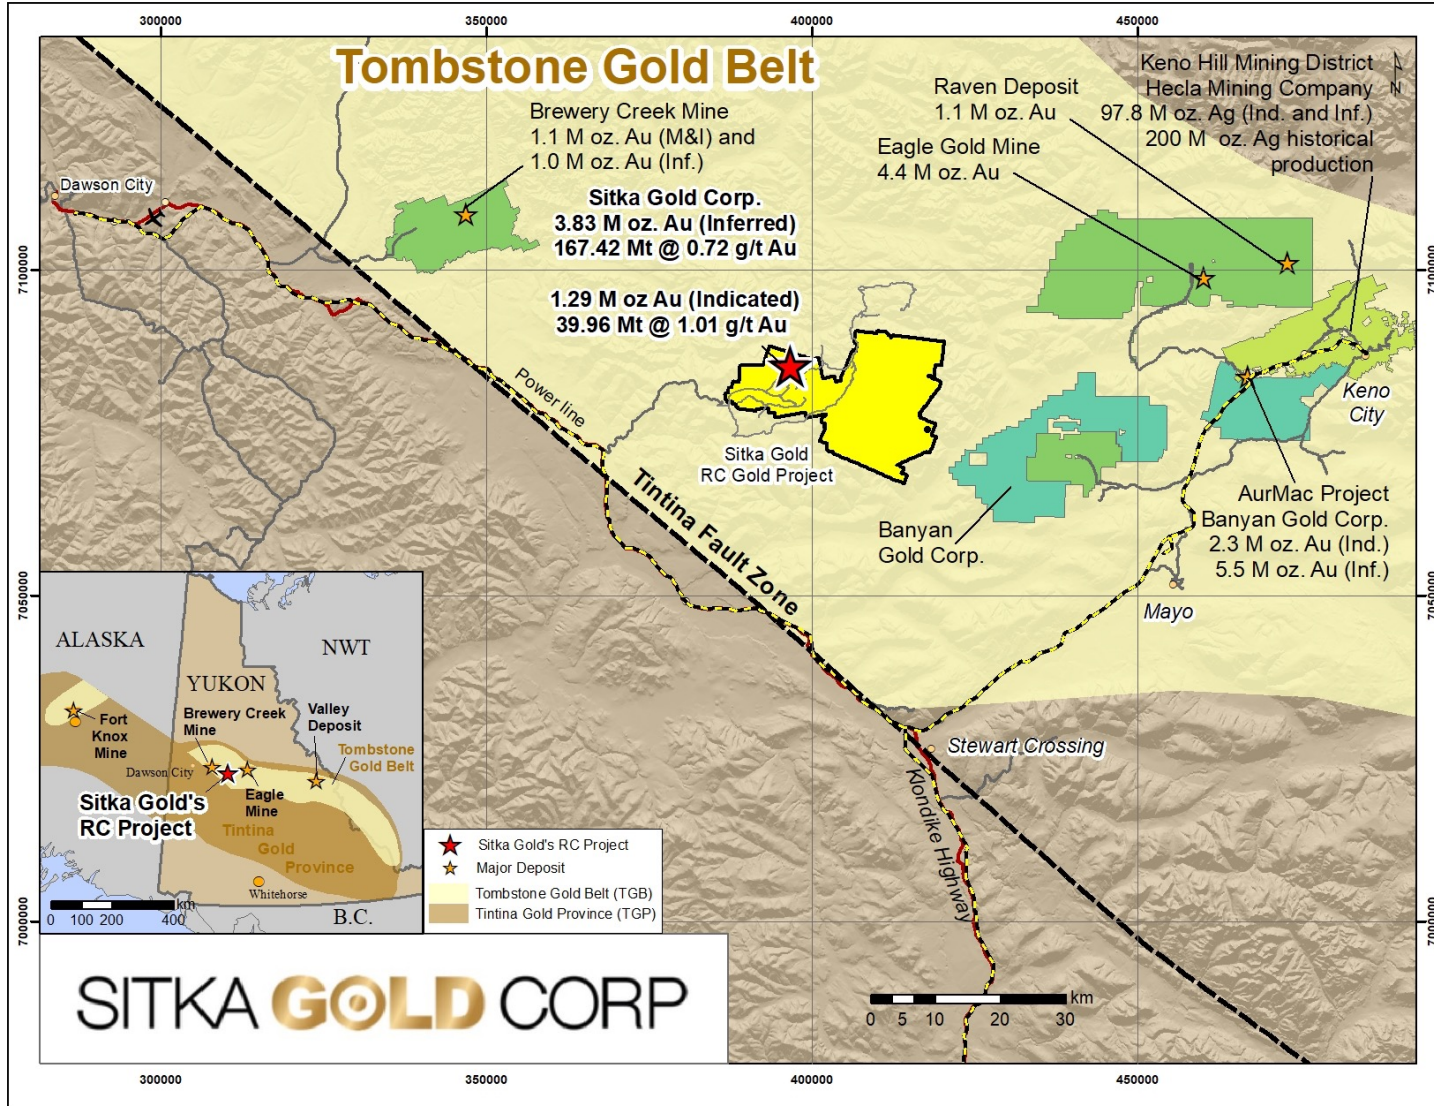 300000
350000
400000
450000
Tombstone Gold Belt
Brewery Creek Mine
1.1 M oz. Au (M&I) and
1.0 M oz. Au (Inf.)
Raven Deposit
1.1 M oz. Au
Eagle Gold Mine
4.4 M oz. Au
Keno Hill Mining District
Hecla Mining Company
97.8 M oz. Ag (Ind. and Inf.)
200 M oz. Ag historical
production
N
Dawson City
Sitka Gold Corp.
3.83 M oz. Au (Inferred)
167.42 Mt @ 0.72 g/t Au
1.29 M oz Au (Indicated)
39.96 Mt @ 1.01 g/t Au
7100000
7100000
Power line
Sitka Gold
RC Gold Project
Keno
City
Tintina Fault Zone
Banyan
Gold Corp.
AurMac Project
Banyan Gold Corp.
2.3 M oz. Au (Ind.)
5.5 M oz. Au (Inf.)
7050000
7050000
Mayo
Stewart Crossing
Klondike Highway
ALASKA
NWT
YUKON
Brewery Creek
Mine
Valley
Deposit
Fort
Knox
Mine
Tombstone
Gold Belt
Dawson City
Eagle
Mine
Sitka Gold's
RC Project
Tintina
Gold
Province
Whitehorse
B.C.
km
0 100 200 400
Sitka Gold's RC Project
Major Deposit
Tombstone Gold Belt (TGB)
Tintina Gold Province (TGP)
7000000
7000000
SITKA GOLD CORP
km
0 5 10 20 30
300000
350000
400000
450000